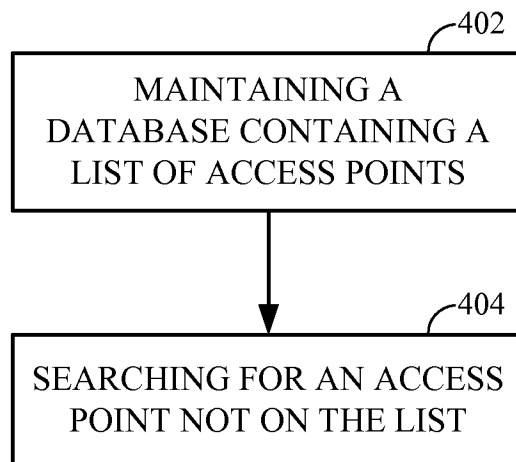 402
MAINTAINING A
DATABASE CONTAINING A
LIST OF ACCESS POINTS
404
SEARCHING FOR AN ACCESS
POINT NOT ON THE LIST